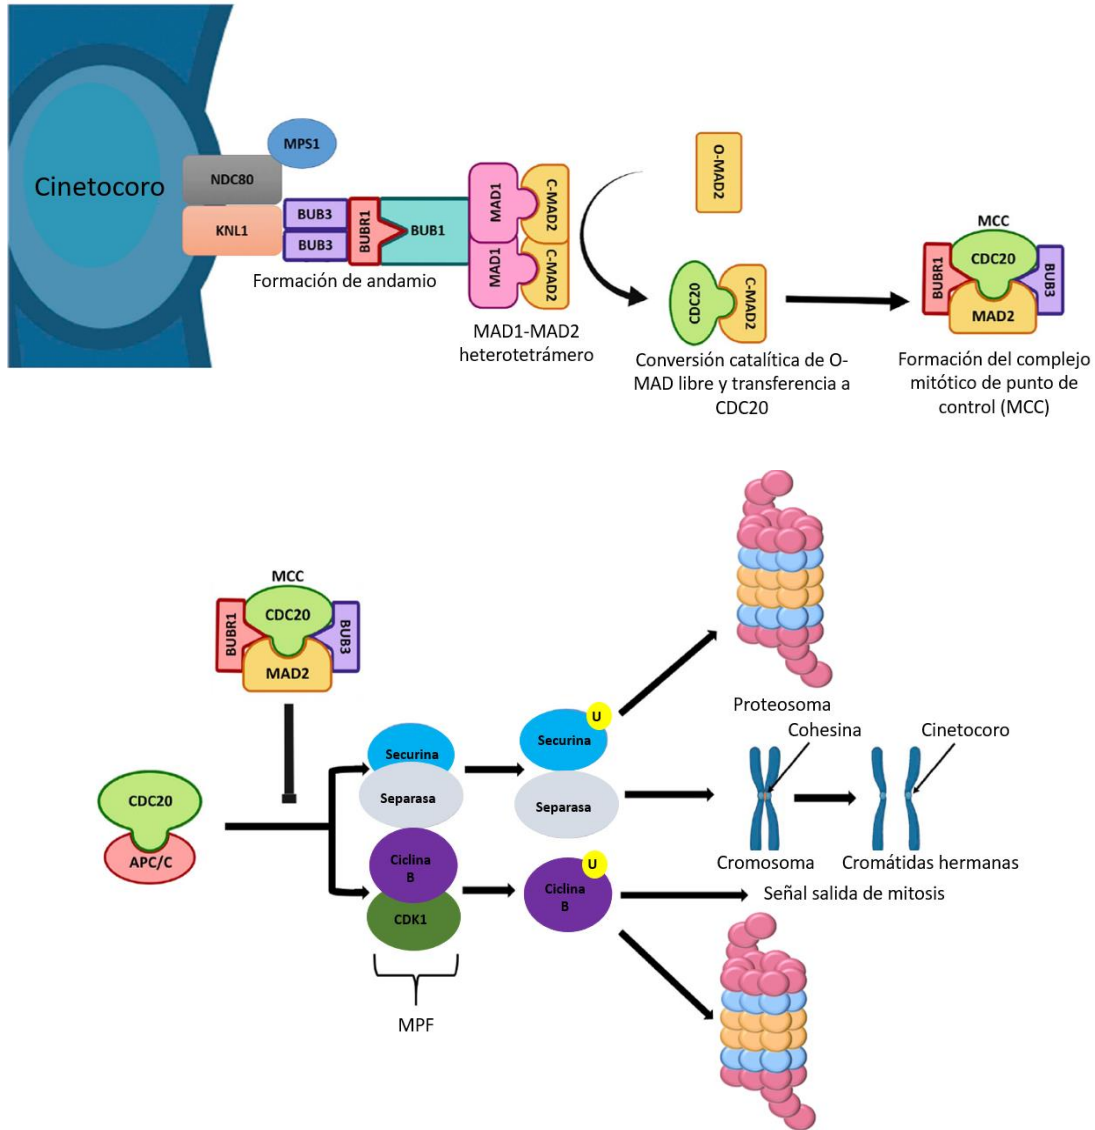 Cinetocoro
MPS1
NDC80
KNL1
BUB3
BUB3
BUBR1
BUB1
Formación de andamio
MAD1
MAD1
C-MAD2
C-MAD2
MAD1-MAD2
heterotetrámero
O-MAD2
CDC20
C-MAD2
Conversión catalítica de O-
MAD libre y transferencia a
CDC20
MCC
BUBR1
CDC20
BUB3
MAD2
Formación del complejo
mitótico de punto de
control (MCC)
MCC
BUBR1
CDC20
BUB3
MAD2
CDC20
APC/C
Securina
Separasa
Ciclina
B
CDK1
MPF
U
Securina
Separasa
U
Ciclina
B
Proteosoma
Cohesina
Cinetocoro
Cromosoma
Cromátidas hermanas
Señal salida de mitosis